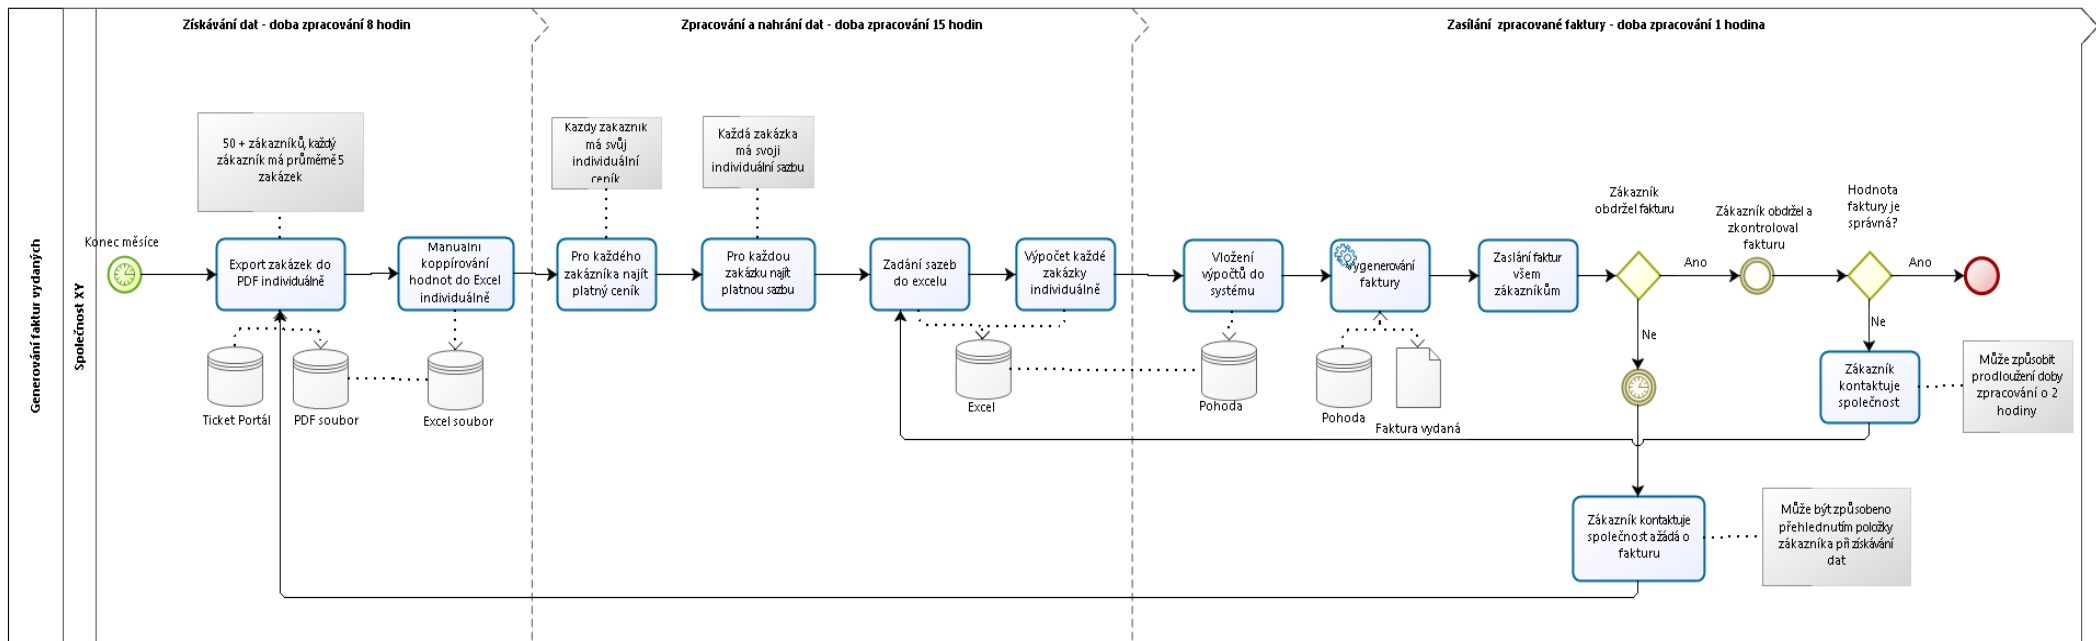 Získávání dat - doba zpracování 8 hodin
Zpracování a nahrání dat - doba zpracování 15 hodin
Zasílání zpracované faktury - doba zpracování 1 hodina
Generování faktur vydaných
Společnost XY
Konec měsíce
50 + zákazníků, každý
zákazník má průměrně 5
zakázek
Export zakázek do
PDF individuálně
Ticket Portál
PDF soubor
Manualni
koppírování
hodnot do Excel
individuálně
Excel soubor
Kazdy zakaznik
má svůj
individuální
ceník
Pro každého
zakázníka najít
platný ceník
Každá zakázka
má svoji
individuální sazbu
Pro každou
zakázku najít
platnou sazbu
Zadání sazeb
do excelu
Výpočet každé
zakázky
individuálně
Excel
Vložení
výpočtů do
systému
Pohoda
Vygenerování
faktury
Pohoda
Faktura vydaná
Zaslání faktur
všem
zákazníkům
Zákazník
obdržel fakturu
Ano
Ne
Zákazník obdržel a
zkontroloval
fakturu
Hodnota
faktury je
správná?
Ano
Ne
Zákazník
kontaktuje
společnost
Může způsobit
prodloužení doby
zpracování o 2
hodiny
Zákazník kontaktuje
společnost a žádá o
fakturu
Může být způsobeno
přehlednutím položky
zákazníka při získávání
dat